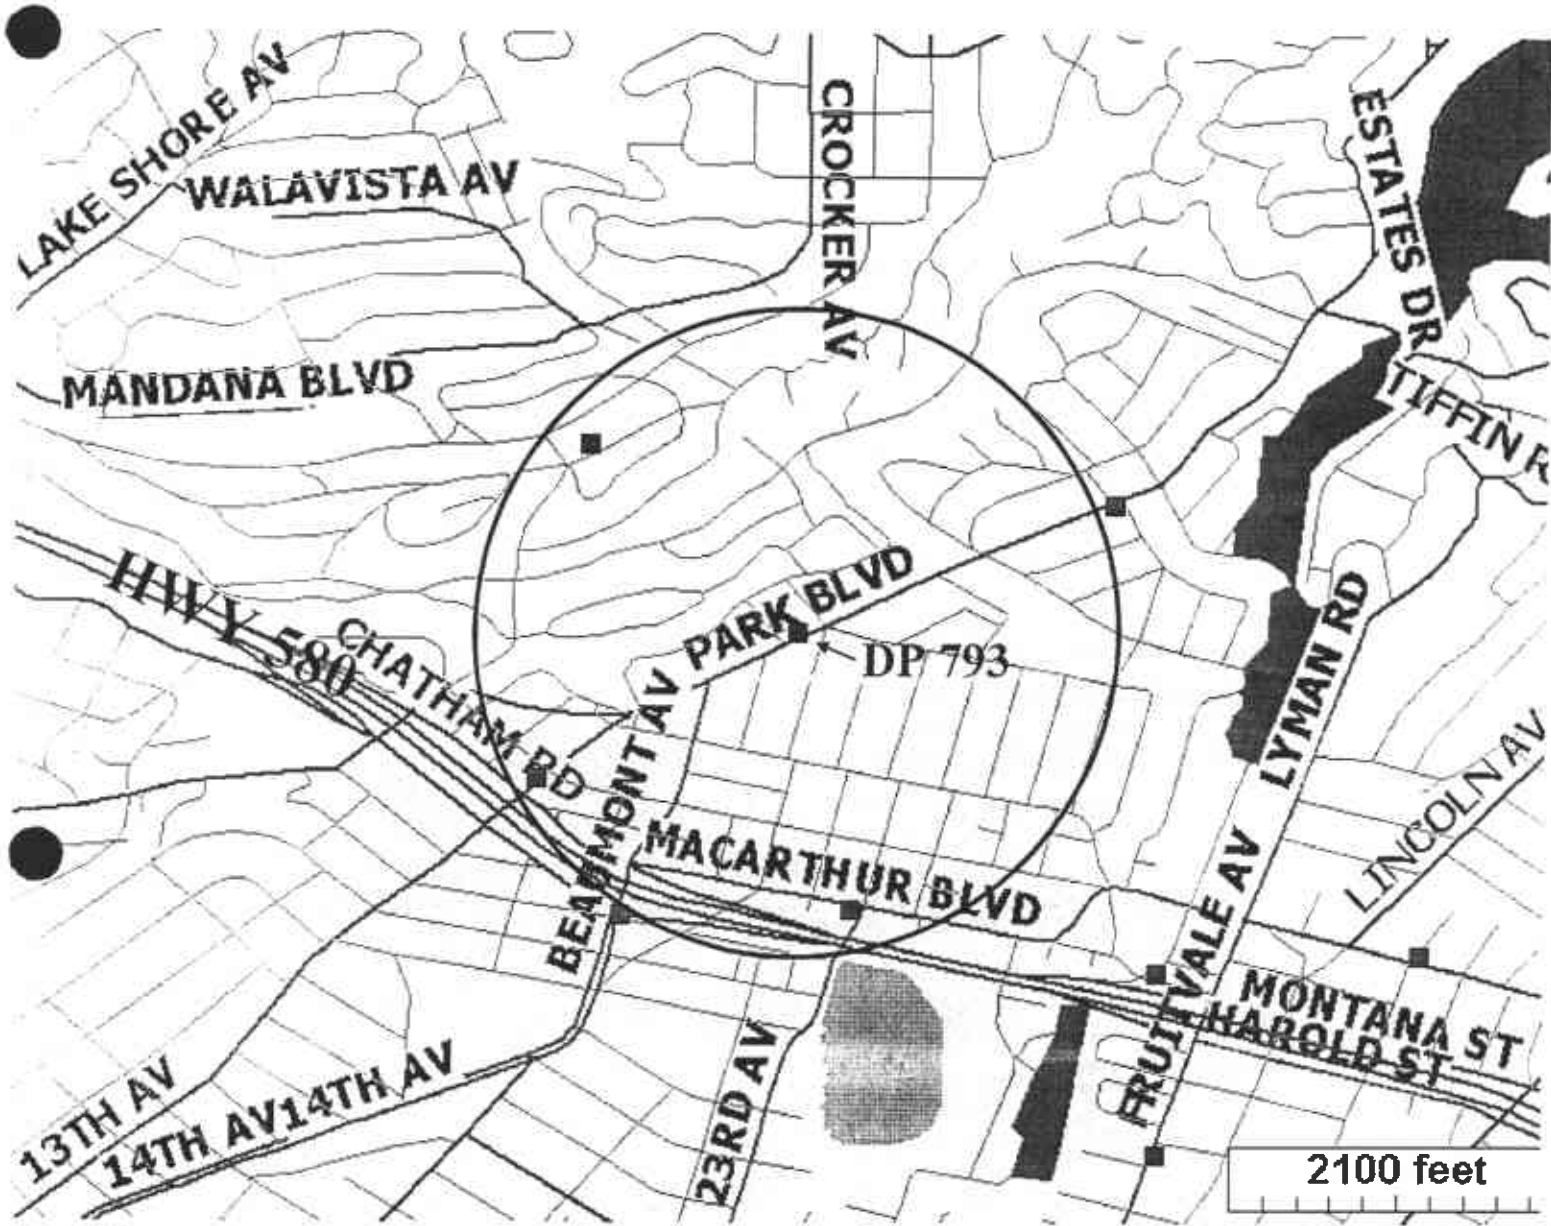 LAKE SHORE AV
WALAVISTA AV
CROCKER AV
ESTATES DR
MANDANA BLVD
TIFFIN R
HWY 580
CHATHAM RD
PARK BLVD
DP 793
BEAUMONT AV
LYMAN RD
LINCOLN AV
MACARTHUR BLVD
FRUITVALE AV
MONTANA ST
HAROLD ST
13TH AV
14TH AV14TH AV
23RD AV
2100 feet